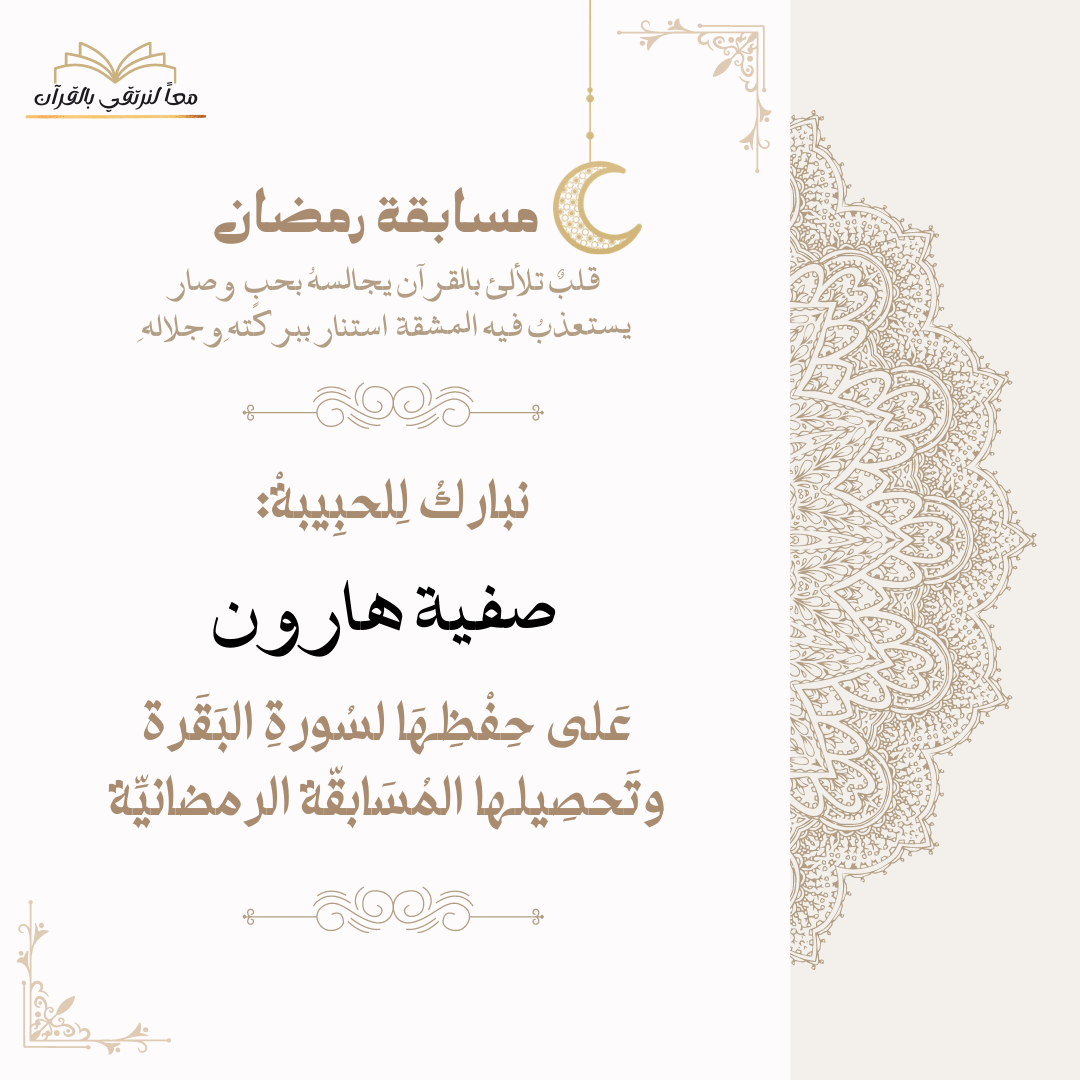 معاً لنرتقي بالقرآن
مسابقة رمضان
قلبٌ تلألئ بالقرآن يجالسهُ بحبٍ وصار
يستعذبُ فيه المشقة استنار ببركتهِ وجلالهِ
نباركُ لِلحبِيبةْ:
صفية هارون
عَلى حِفْظِهَا لسُورةِ البَقَرة
وتَحصِيلها المُسَابقّة الرمضانيِّة